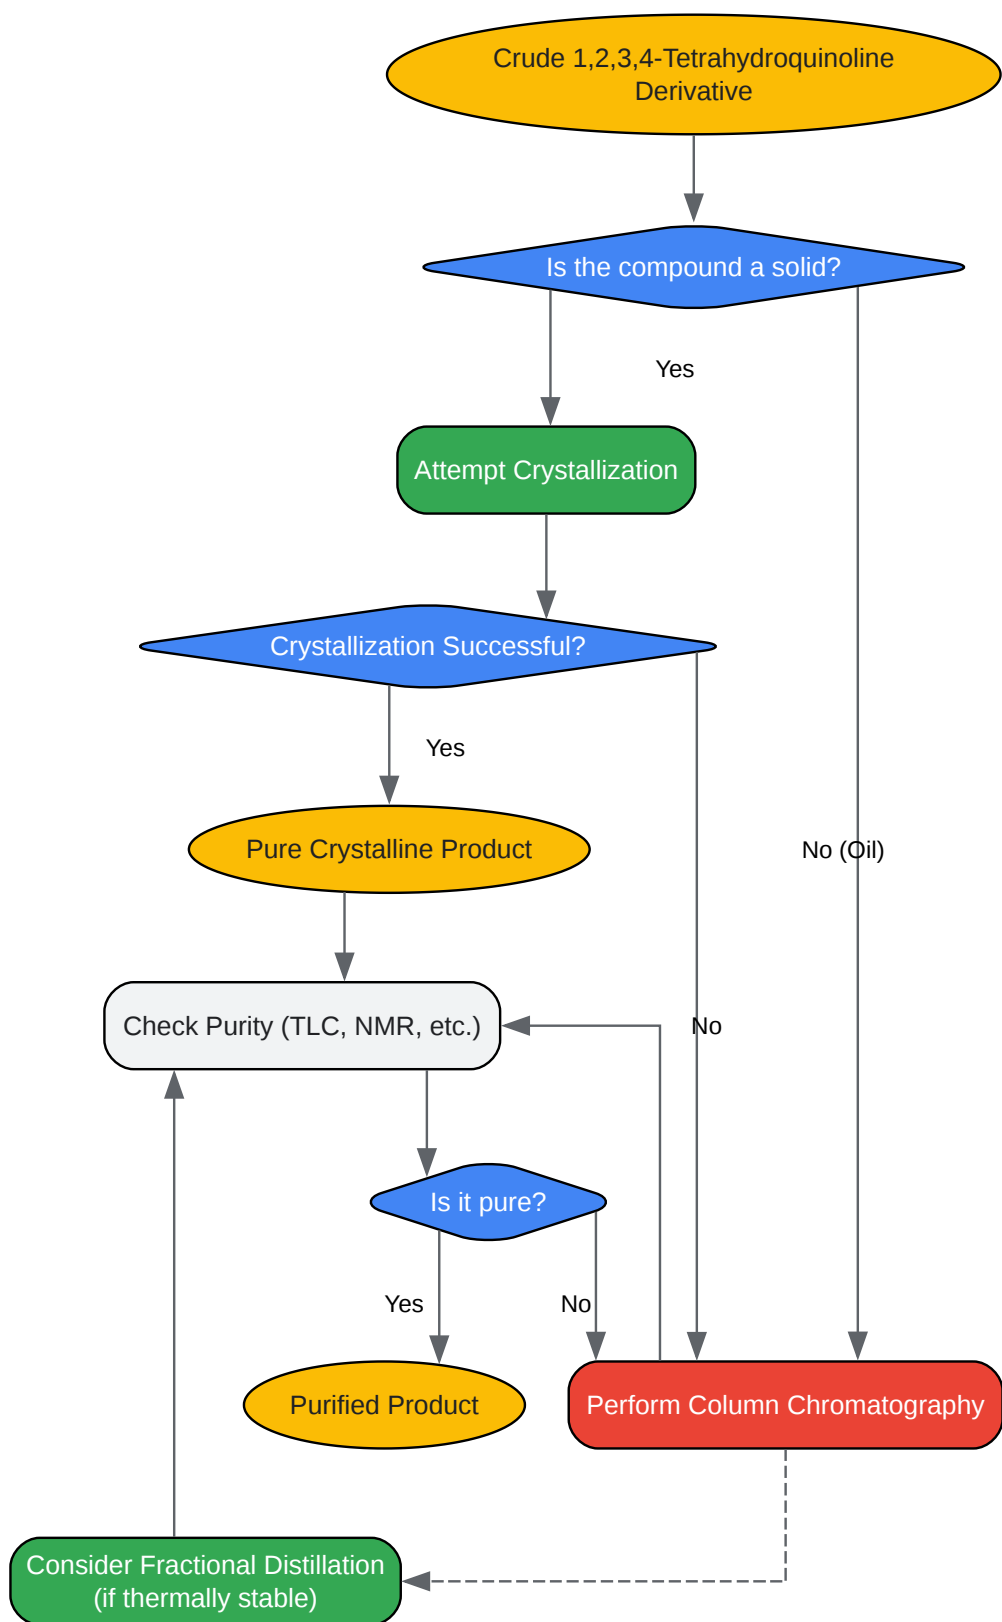 Crude 1,2,3,4-Tetrahydroquinoline
Derivative
Is the compound a solid?
Yes
Attempt Crystallization
Crystallization Successful?
Yes
Pure Crystalline Product
No (Oil)
Check Purity (TLC, NMR, etc.)
No
Is it pure?
Yes
No
Purified Product
Perform Column Chromatography
Consider Fractional Distillation
(if thermally stable)